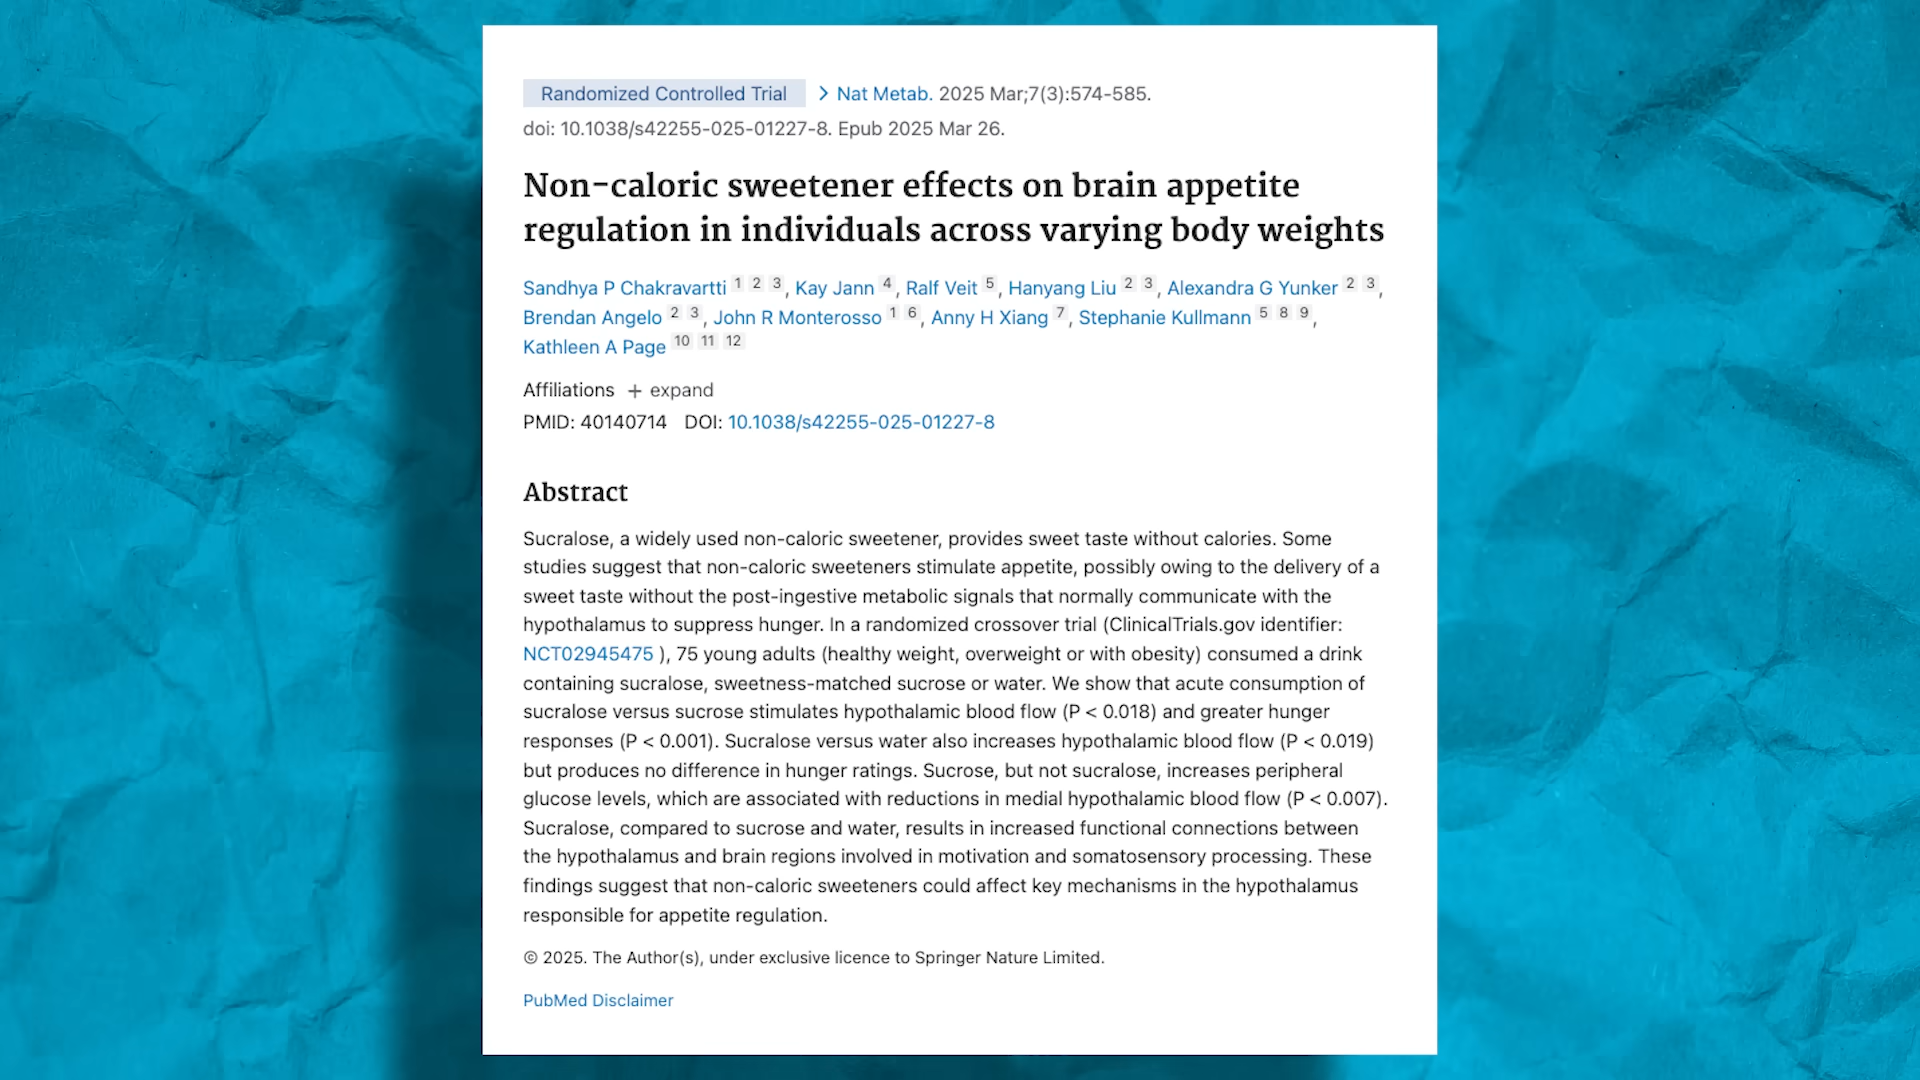 Randomized Controlled Trial > Nat Metab. 2025 Mar;7(3):574-585.
doi: 10.1038/s42255-025-01227-8. Epub 2025 Mar 26.
Non-caloric sweetener effects on brain appetite
regulation in individuals across varying body weights
Sandhya P Chakravartti 1 2 3, Kay Jann 4, Ralf Veit 5, Hanyang Liu 2 3, Alexandra G Yunker 2 3,
Brendan Angelo 2 3, John R Monterosso 1 6, Anny H Xiang 7, Stephanie Kullmann 5 8 9,
Kathleen A Page 10 11 12
Affiliations + expand
PMID: 40140714 DOI: 10.1038/s42255-025-01227-8
Abstract
Sucralose, a widely used non-caloric sweetener, provides sweet taste without calories. Some
studies suggest that non-caloric sweeteners stimulate appetite, possibly owing to the delivery of a
sweet taste without the post-ingestive metabolic signals that normally communicate with the
hypothalamus to suppress hunger. In a randomized crossover trial (ClinicalTrials.gov identifier:
NCT02945475 ), 75 young adults (healthy weight, overweight or with obesity) consumed a drink
containing sucralose, sweetness-matched sucrose or water. We show that acute consumption of
sucralose versus sucrose stimulates hypothalamic blood flow (P < 0.018) and greater hunger
responses (P < 0.001). Sucralose versus water also increases hypothalamic blood flow (P < 0.019)
but produces no difference in hunger ratings. Sucrose, but not sucralose, increases peripheral
glucose levels, which are associated with reductions in medial hypothalamic blood flow (P < 0.007).
Sucralose, compared to sucrose and water, results in increased functional connections between
the hypothalamus and brain regions involved in motivation and somatosensory processing. These
findings suggest that non-caloric sweeteners could affect key mechanisms in the hypothalamus
responsible for appetite regulation.
© 2025. The Author(s), under exclusive licence to Springer Nature Limited.
PubMed Disclaimer